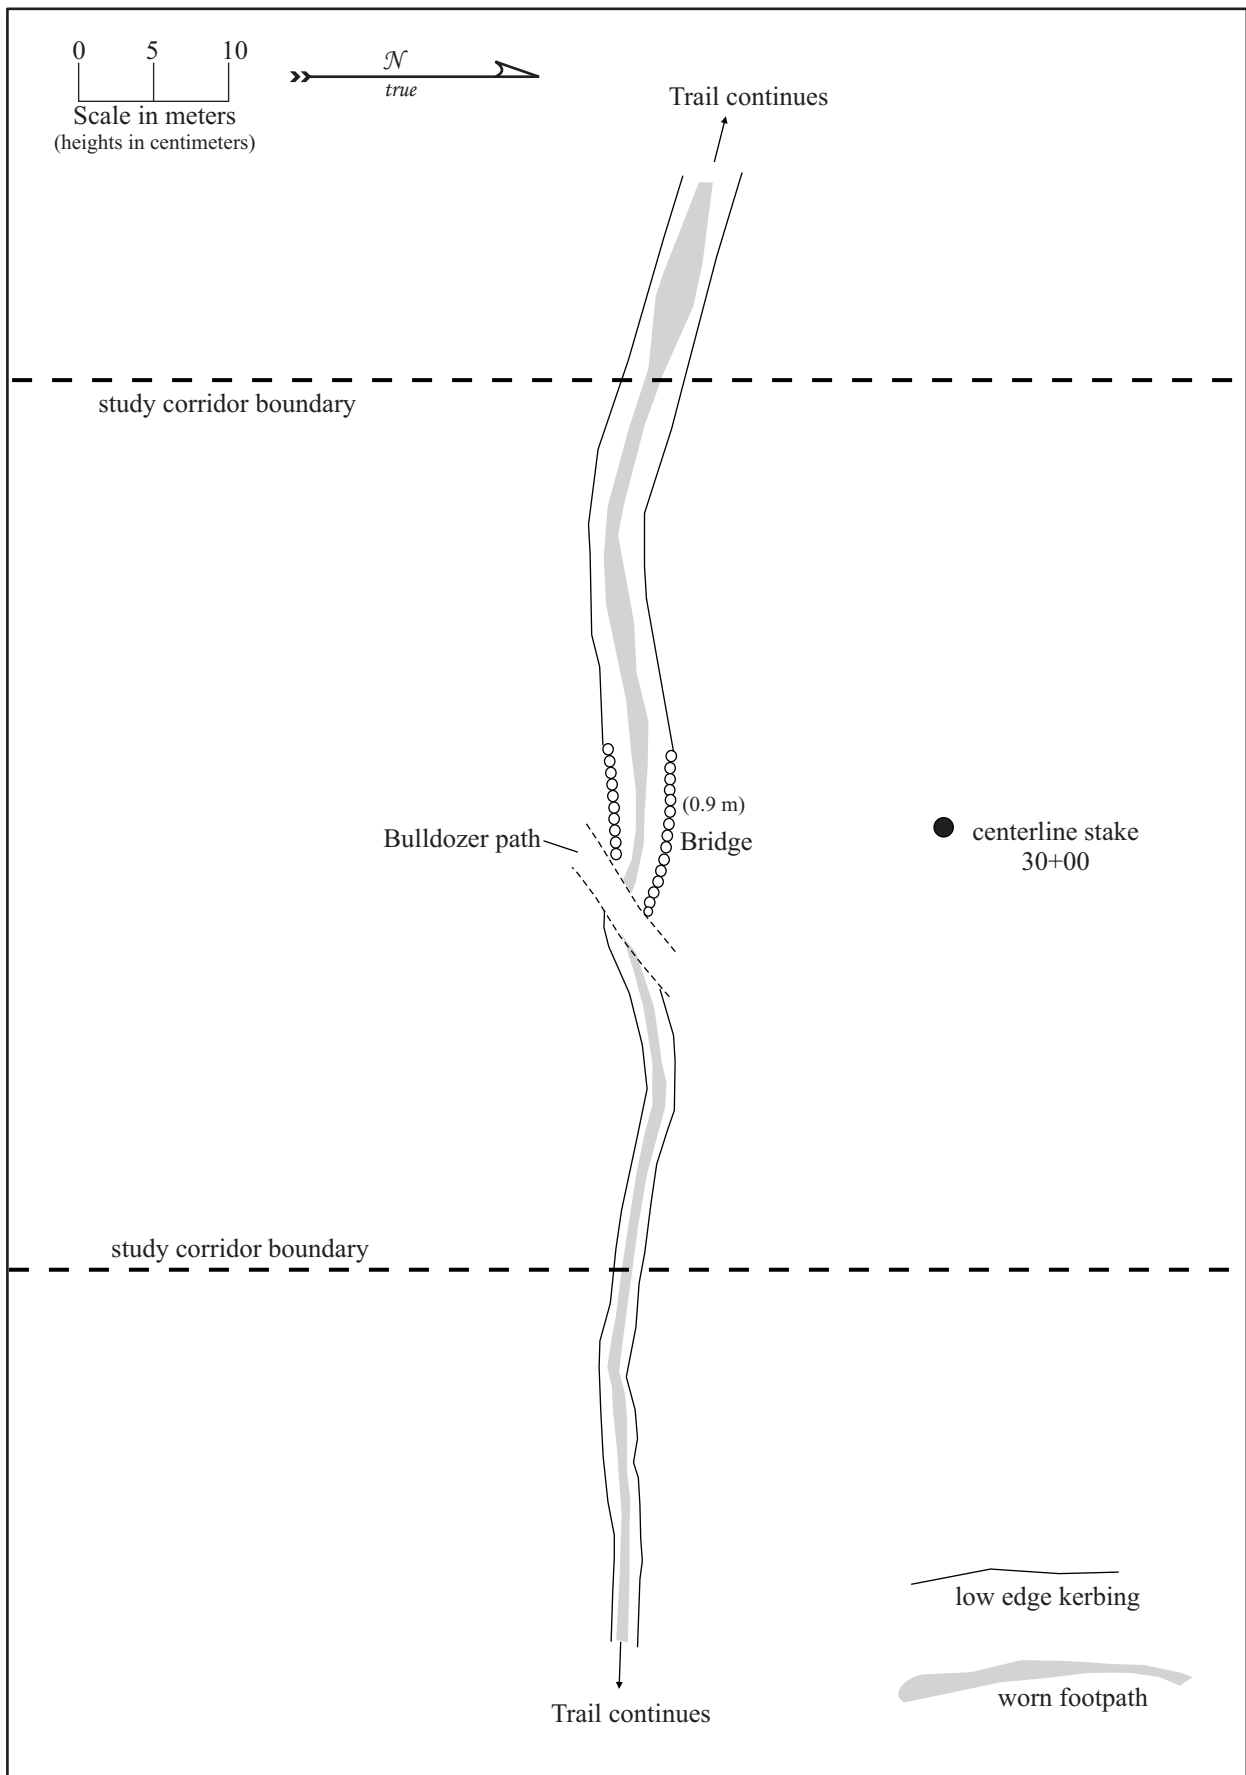 0 5 10
Scale in meters
(heights in centimeters)
N
true
Trail continues
study corridor boundary
(0.9 m)
Bulldozer path
Bridge
centerline stake
30+00
study corridor boundary
low edge kerbing
worn footpath
Trail continues